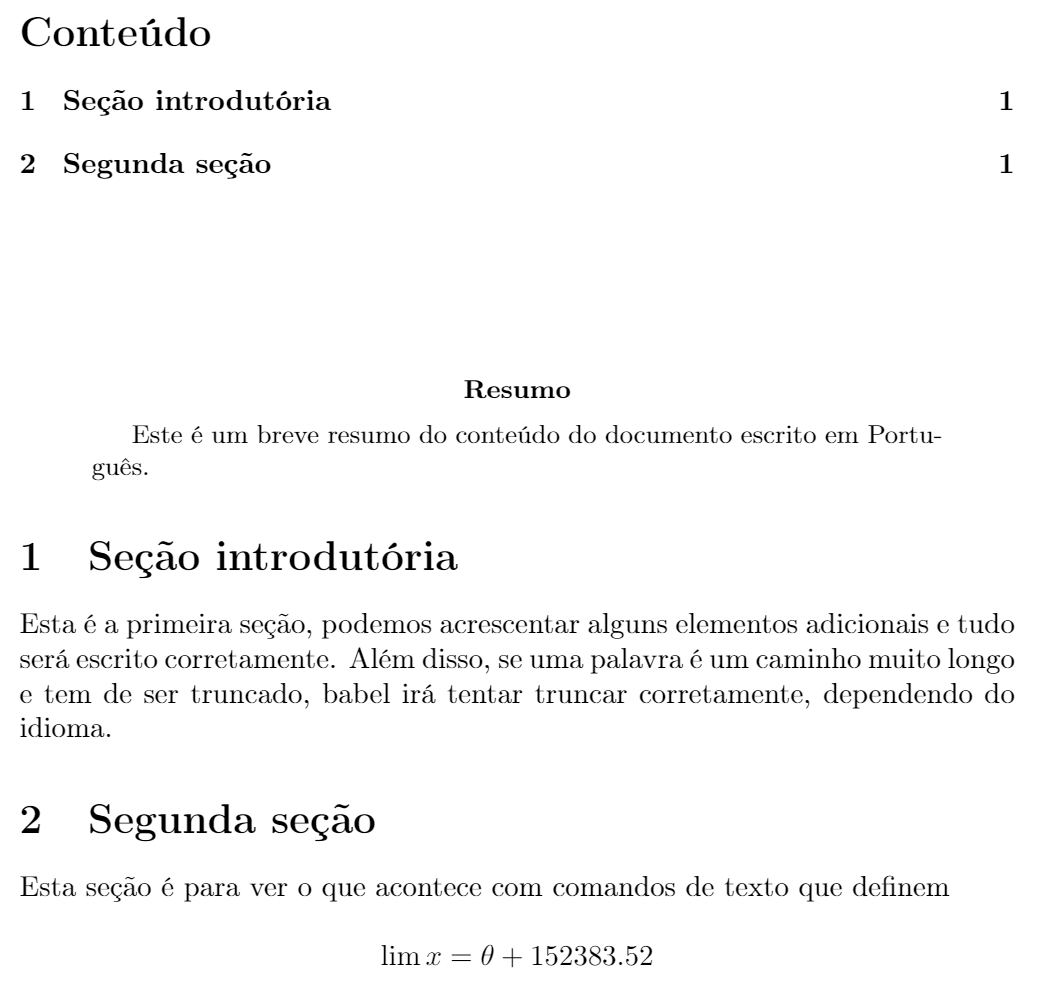 Conteúdo
1 Seção introdutória 1
2 Segunda seção 1
Resumo
Este é um breve resumo do conteúdo do documento escrito em Portu-
guês.
1 Seção introdutória
Esta é a primeira seção, podemos acrescentar alguns elementos adicionais e tudo
será escrito corretamente. Além disso, se uma palavra é um caminho muito longo
e tem de ser truncado, babel irá tentar truncar corretamente, dependendo do
idioma.
2 Segunda seção
Esta seção é para ver o que acontece com comandos de texto que definem
lim x = θ + 152383.52